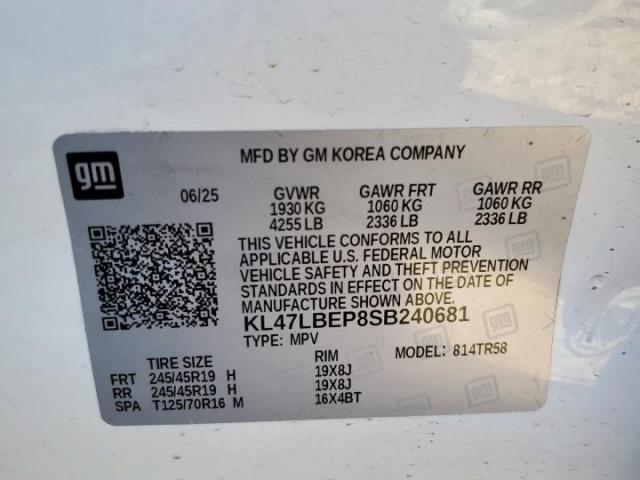 gm
MFD BY GM KOREA COMPANY
06/25 GVWR GAWR FRT GAWR RR
1930 KG 1060 KG 1060 KG
4255 LB 2336 LB 2336 LB
THIS VEHICLE CONFORMS TO ALL
APPLICABLE U.S. FEDERAL MOTOR
VEHICLE SAFETY AND THEFT PREVENTION
STANDARDS IN EFFECT ON THE DATE OF
MANUFACTURE SHOWN ABOVE.
KL47LBEP8SB240681
TYPE: MPV MODEL: 814TR58
TIRE SIZE RIM
FRT 245/45R19 H 19X8J
RR 245/45R19 H 19X8J
SPA T125/70R16 M 16X4BT